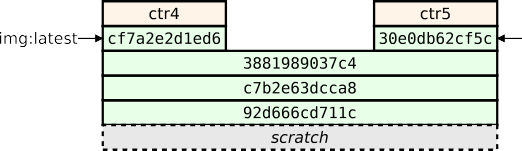 ctr4 ctr5
img:latest cf7a2e2d1ed6 30e0db62cf5c
3881989037c4
c7b2e63dcca8
92d666cd711c
scratch